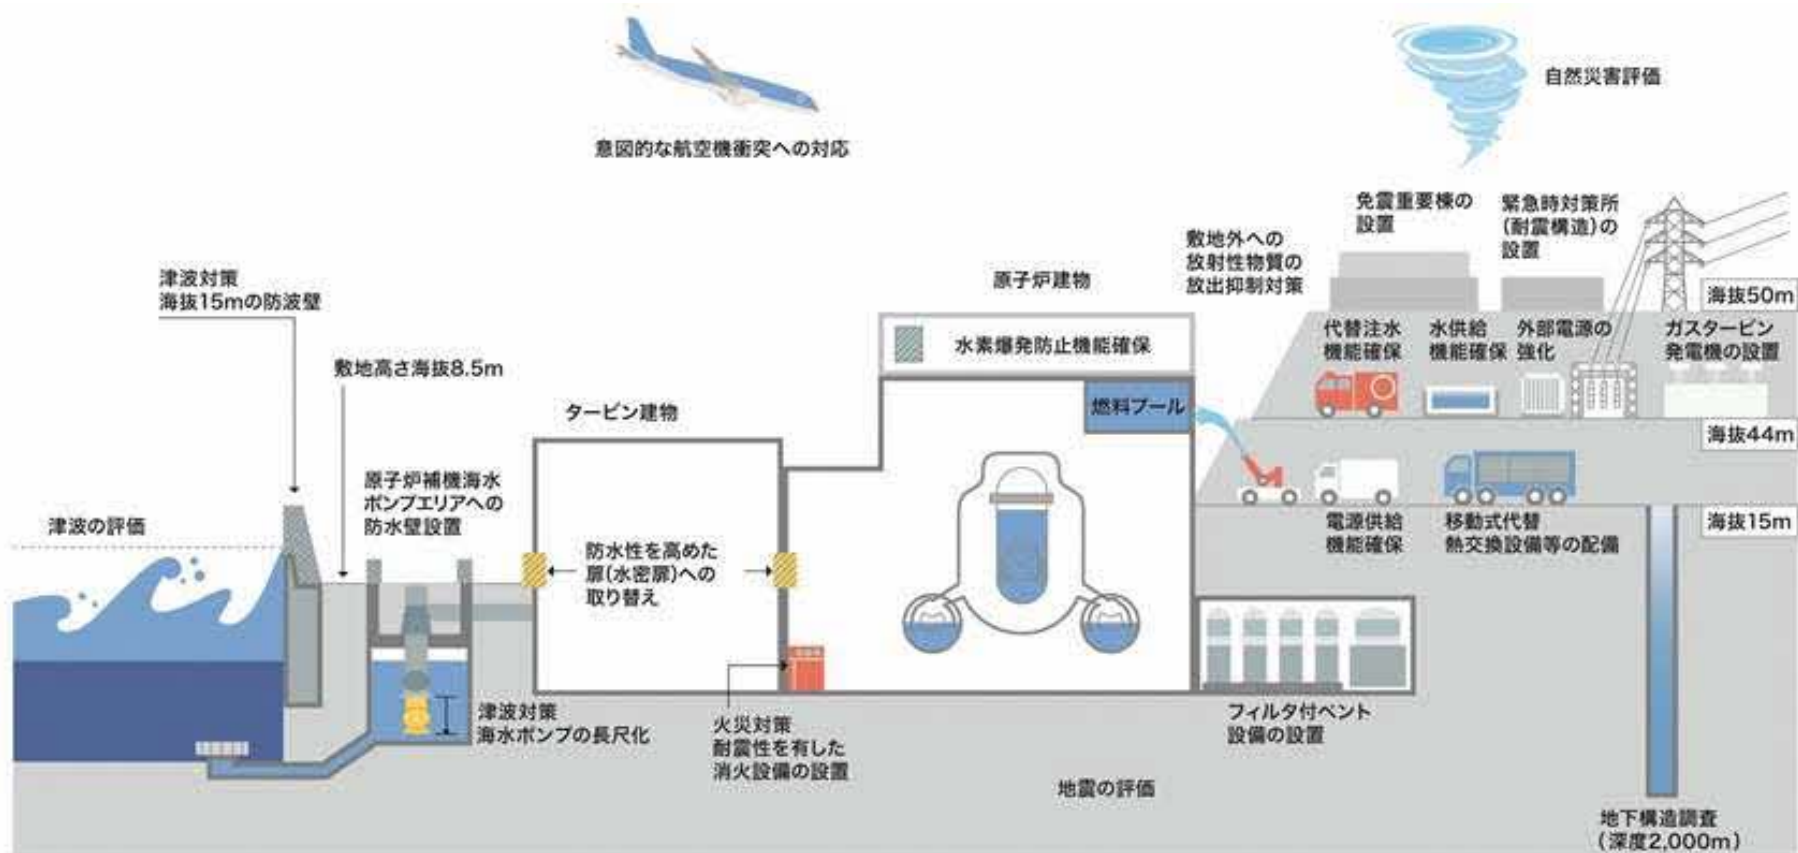 意図的な航空機衝突への対応
自然災害評価
免震重要棟の
設置
緊急時対策所
(耐震構造)の
設置
敷地外への
放射性物質の
放出抑制対策
津波対策
海抜15mの防波壁
原子炉建物
海抜50m
代替注水
機能確保
水供給
機能確保
外部電源の
強化
ガスタービン
発電機の設置
水素爆発防止機能確保
敷地高さ海抜8.5m
タービン建物
燃料プール
海抜44m
原子炉補機海水
ポンプエリアへの
防水壁設置
津波の評価
電源供給
機能確保
移動式代替
熱交換設備等の配備
海抜15m
防水性を高めた
扉(水密扉)への
取り替え
津波対策
海水ポンプの長尺化
火災対策
耐震性を有した
消火設備の設置
フィルタ付ベント
設備の設置
地震の評価
地下構造調査
(深度2,000m)